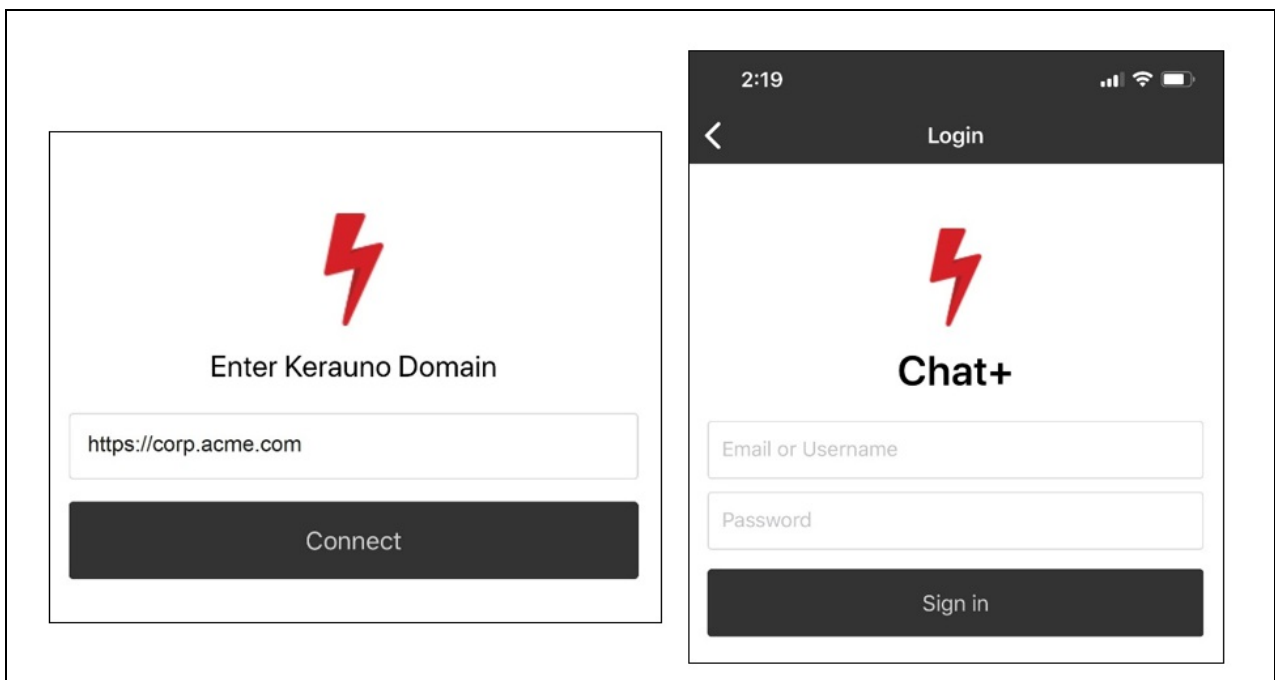 Enter Kerauno Domain
https://corp.acme.com
Connect
2:19
Login
Chat+
Email or Username
Password
Sign in